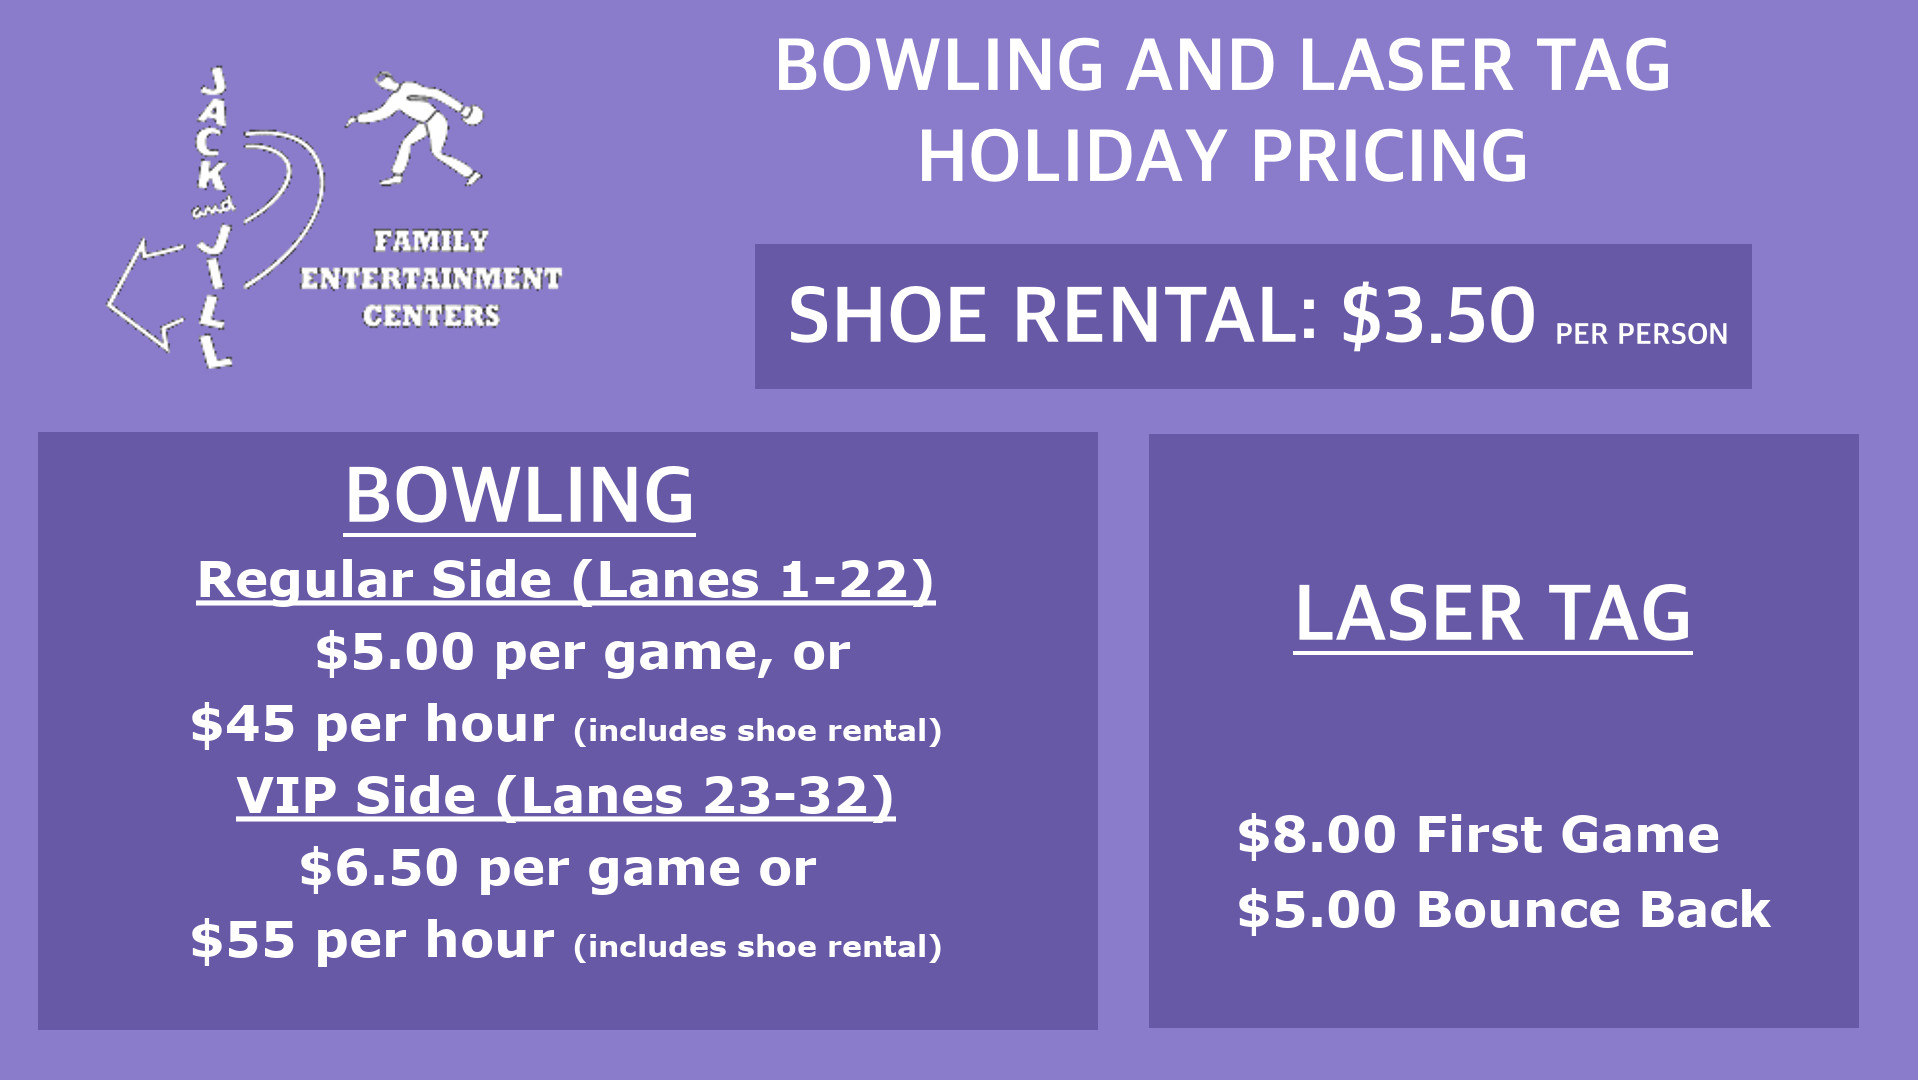 JACK and JILL
FAMILY
ENTERTAINMENT
CENTERS
BOWLING AND LASER TAG
HOLIDAY PRICING
SHOE RENTAL: $3.50 PER PERSON
BOWLING
Regular Side (Lanes 1-22)
$5.00 per game, or
$45 per hour (includes shoe rental)
VIP Side (Lanes 23-32)
$6.50 per game or
$55 per hour (includes shoe rental)
LASER TAG
$8.00 First Game
$5.00 Bounce Back